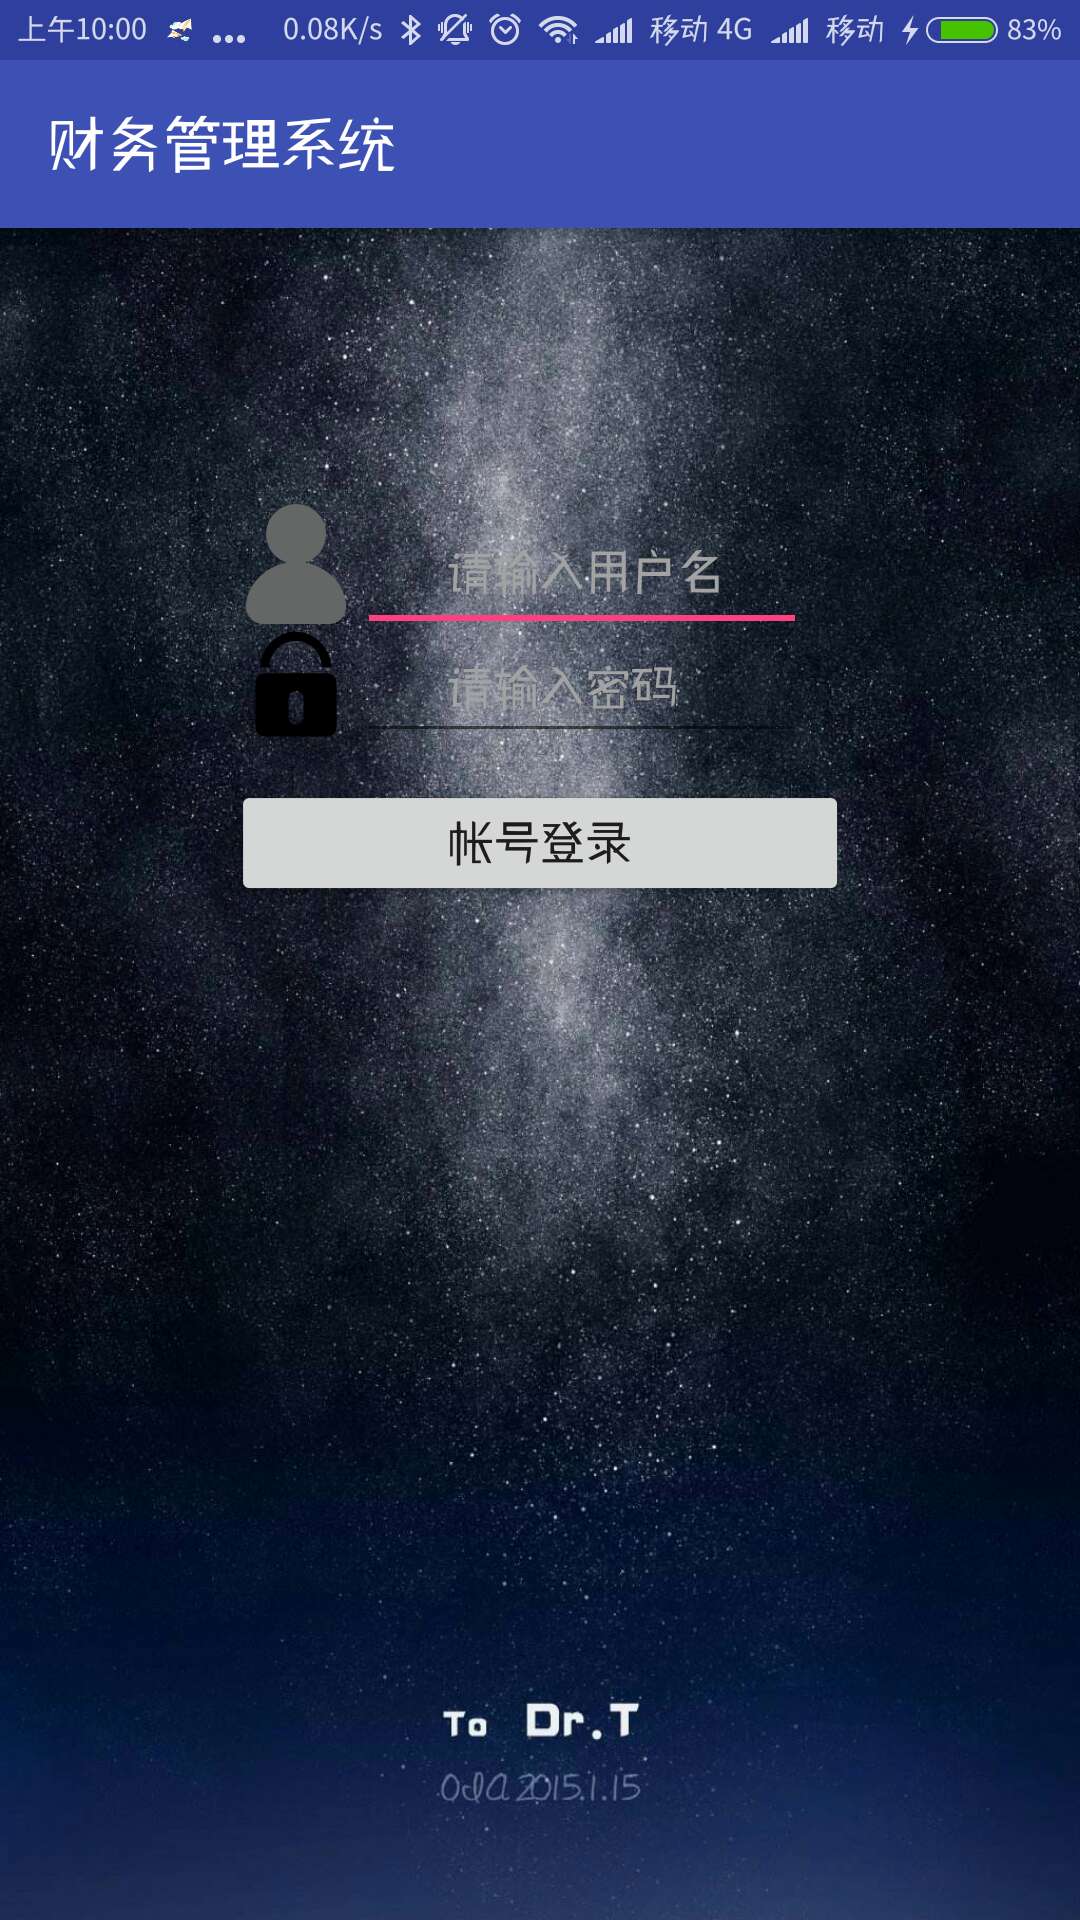 上午10:00 ... 0.08K/s 移动 4G 移动 83%
财务管理系统
请输入用户名
请输入密码
帐号登录
To Dr.T
OJA 2015.1.15